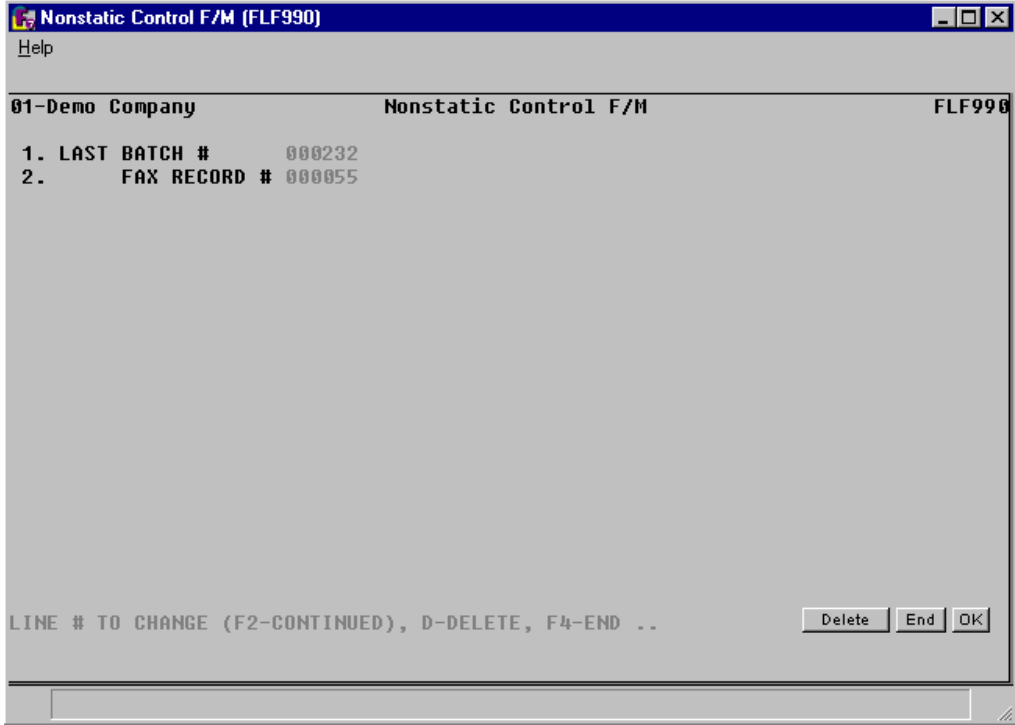 Nonstatic Control F/M (FLF990)
Help
01-Demo Company Nonstatic Control F/M FLF990
1. LAST BATCH # 000232
2. FAX RECORD # 000055
LINE # TO CHANGE (F2-CONTINUED), D-DELETE, F4-END .. Delete End OK